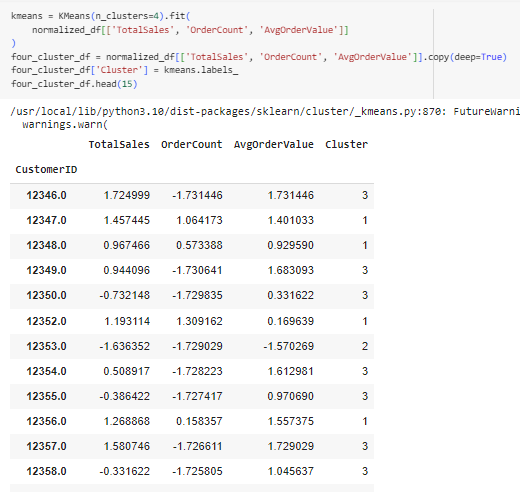 kmeans = KMeans(n_clusters=4).fit(
normalized_df[['TotalSales', 'OrderCount', 'AvgOrderValue']]
)
four_cluster_df = normalized_df[['TotalSales', 'OrderCount', 'AvgOrderValue']].copy(deep=True)
four_cluster_df['Cluster'] = kmeans.labels_
four_cluster_df.head(15)
/usr/local/lib/python3.10/dist-packages/sklearn/cluster/_kmeans.py:870: FutureWarni
warnings.warn(
TotalSales OrderCount AvgOrderValue Cluster
CustomerID
12346.0 1.724999 -1.731446 1.731446 3
12347.0 1.457445 1.064173 1.401033 1
12348.0 0.967466 0.573388 0.929590 1
12349.0 0.944096 -1.730641 1.683093 3
12350.0 -0.732148 -1.729835 0.331622 3
12352.0 1.193114 1.309162 0.169639 1
12353.0 -1.636352 -1.729029 -1.570269 2
12354.0 0.508917 -1.728223 1.612981 3
12355.0 -0.386422 -1.727417 0.970690 3
12356.0 1.268868 0.158357 1.557375 1
12357.0 1.580746 -1.726611 1.729029 3
12358.0 -0.331622 -1.725805 1.045637 3